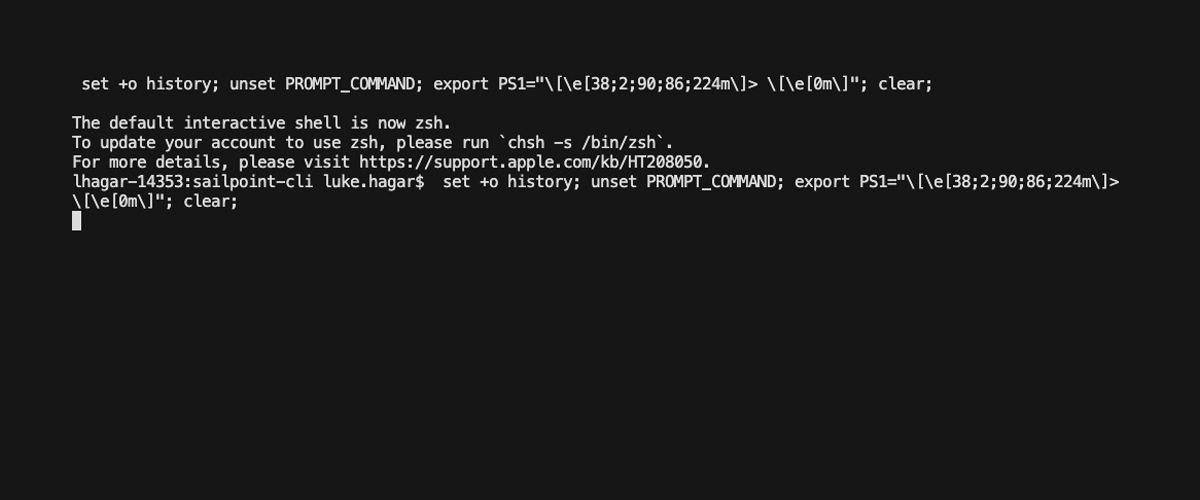 set +o history; unset PROMPT_COMMAND; export PS1="\[\e[38;2;90;86;224m\]> \[\e[0m\]"; clear;
The default interactive shell is now zsh.
To update your account to use zsh, please run `chsh -s /bin/zsh`.
For more details, please visit https://support.apple.com/kb/HT208050.
lhagar-14353:sailpoint-cli luke.hagar$  set +o history; unset PROMPT_COMMAND; export PS1="\[\e[38;2;90;86;224m\]>
\[\e[0m\]"; clear;